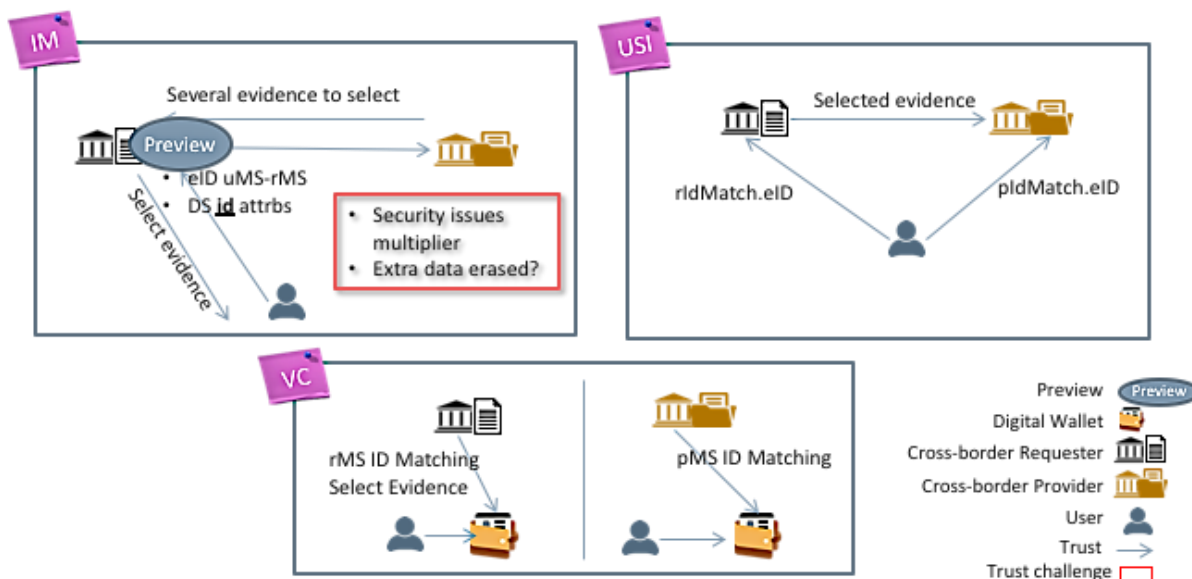 IM
Several evidence to select
Preview
eID uMS-rMS
DS id attrbs
Select evidence
Security issues
multiplier
Extra data erased?
USI
Selected evidence
rIdMatch.eID
pIdMatch.eID
VC
rMS ID Matching
Select Evidence
pMS ID Matching
Preview
Preview
Digital Wallet
Cross-border Requester
Cross-border Provider
User
Trust
Trust challenge